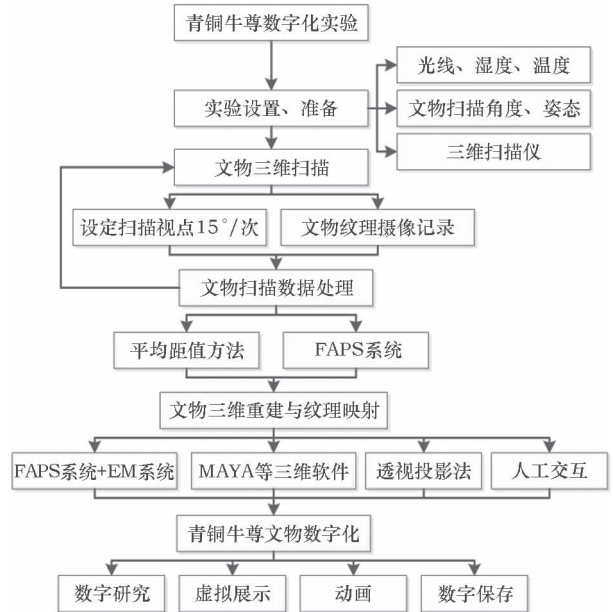 青铜牛尊数字化实验
光线、湿度、温度
实验设置、准备
文物扫描角度、姿态
三维扫描仪
文物三维扫描
设定扫描视点15°/次
文物纹理摄像记录
文物扫描数据处理
平均距值方法
FAPS系统
文物三维重建与纹理映射
FAPS系统+EM系统
MAYA等三维软件
透视投影法
人工交互
青铜牛尊文物数字化
数字研究
虚拟展示
动画
数字保存